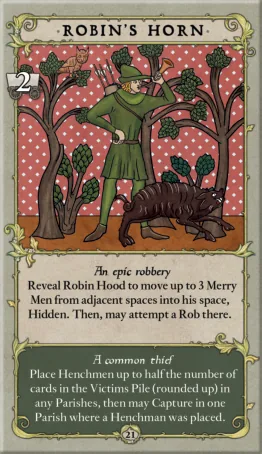 · ROBIN'S HORN ·
2
An epic robbery
Reveal Robin Hood to move up to 3 Merry
Men from adjacent spaces into his space,
Hidden. Then, may attempt a Rob there.
A common thief
Place Henchmen up to half the number of
cards in the Victims Pile (rounded up) in
any Parishes, then may Capture in one
Parish where a Henchman was placed.
21